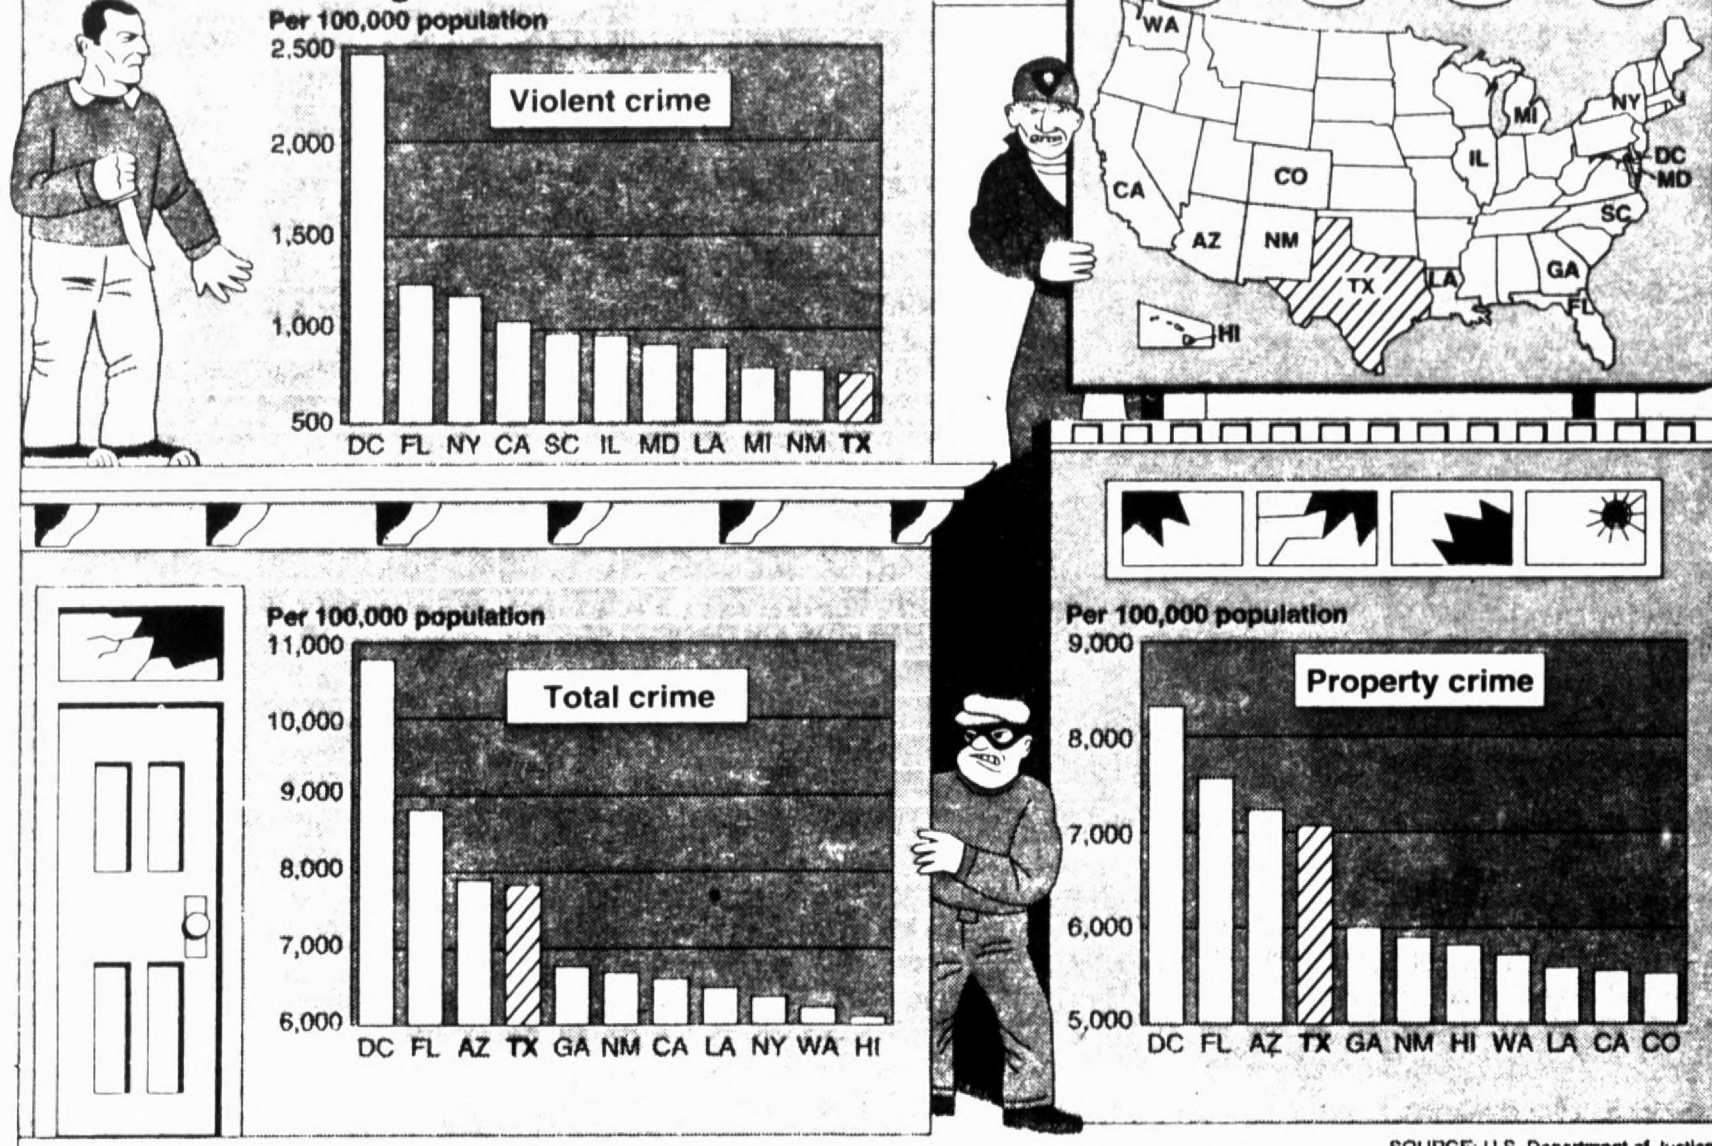 Per 100,000 population
2,500
Violent crime
2,000
1,500
1,000
500
DC FL NY CA SC IL MD LA MI NM TX
WA
MI
NY
IL
DC
MD
CO
CA
SC
AZ
NM
GA
TX
LA
FL
HI
Per 100,000 population
11,000
Total crime
10,000
9,000
8,000
7,000
6,000
DC FL AZ TX GA NM CA LA NY WA HI
Per 100,000 population
9,000
Property crime
8,000
7,000
6,000
5,000
DC FL AZ TX GA NM HI WA LA CA CO
SOURCE: U.S. Department of Justice